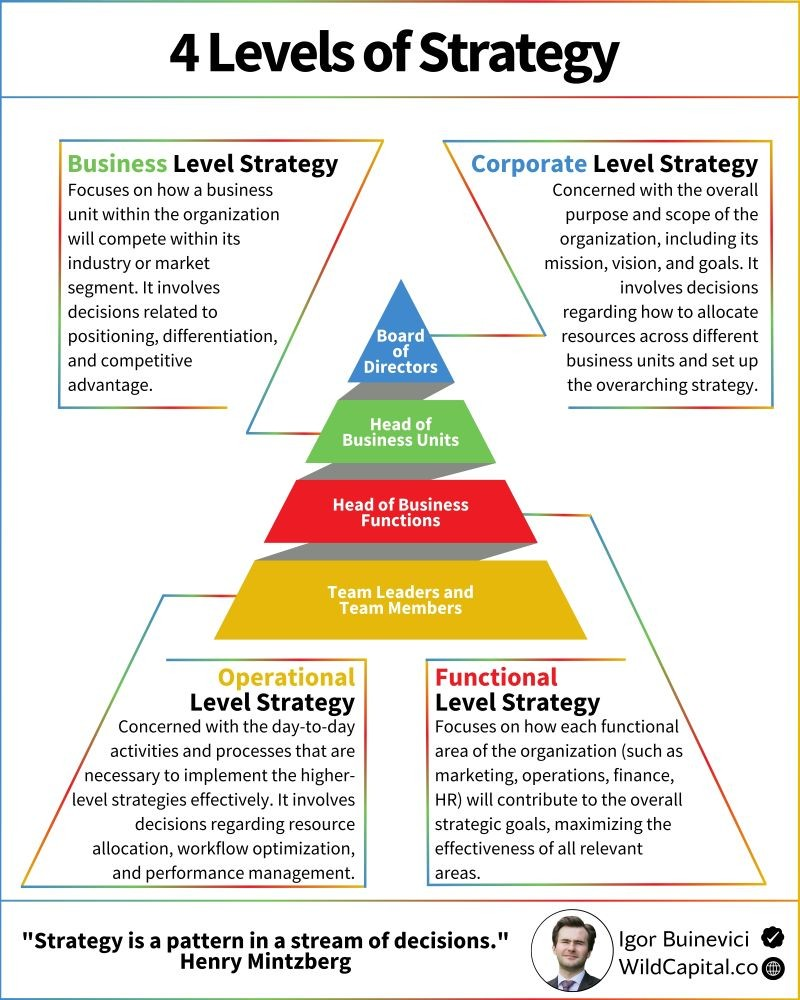 4 Levels of Strategy
Business Level Strategy
Focuses on how a business
unit within the organization
will compete within its
industry or market
segment. It involves
decisions related to
positioning, differentiation,
and competitive
advantage.
Corporate Level Strategy
Concerned with the overall
purpose and scope of the
organization, including its
mission, vision, and goals. It
involves decisions
regarding how to allocate
resources across different
business units and set up
the overarching strategy.
Board
of
Directors
Head of
Business Units
Head of Business
Functions
Team Leaders and
Team Members
Operational
Level Strategy
Concerned with the day-to-day
activities and processes that are
necessary to implement the higher-
level strategies effectively. It involves
decisions regarding resource
allocation, workflow optimization,
and performance management.
Functional
Level Strategy
Focuses on how each functional
area of the organization (such as
marketing, operations, finance,
HR) will contribute to the overall
strategic goals, maximizing the
effectiveness of all relevant
areas.
"Strategy is a pattern in a stream of decisions."
Henry Mintzberg
Igor Buinevici
WildCapital.co